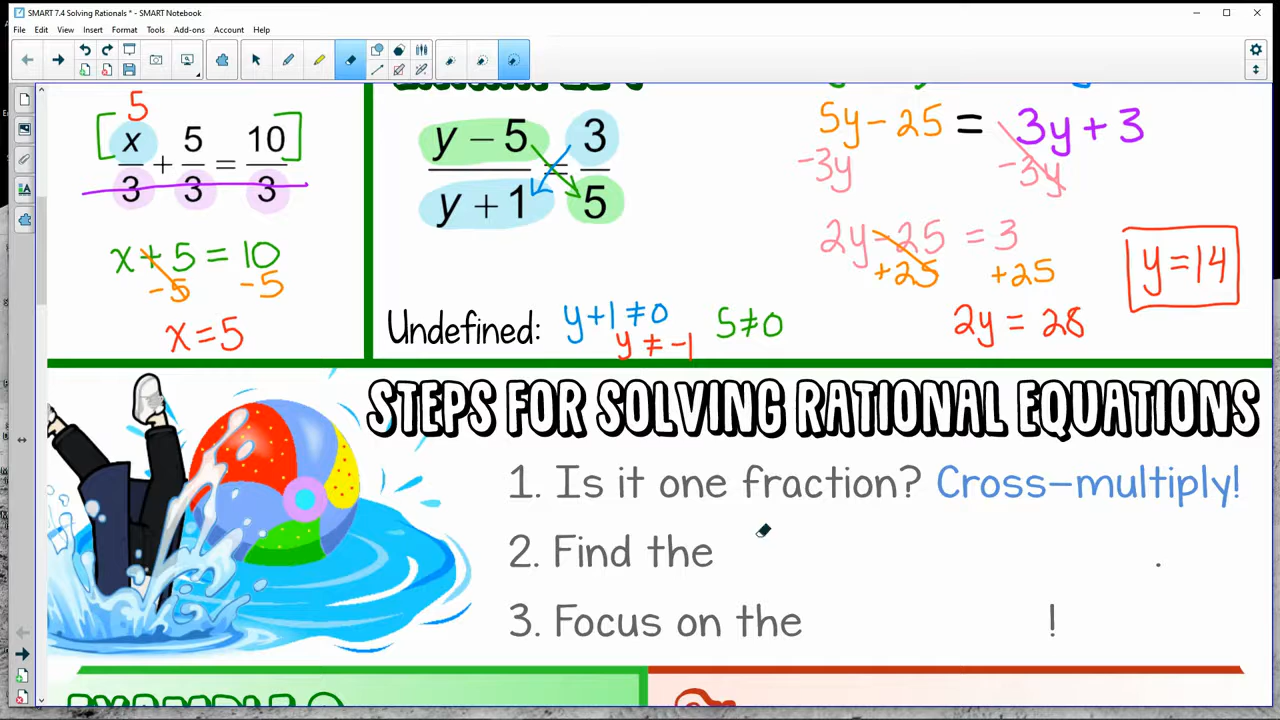 SMART 7.4 Solving Rationals * - SMART Notebook
File Edit View Insert Format Tools Add-ons Account Help
5
[x/3 + 5/3 = 10/3]
x + 5 = 10
-5 -5
x = 5
y - 5 / y + 1 = 3 / 5
Undefined: y+1 ≠ 0 5 ≠ 0
y ≠ -1
5y - 25 = 3y + 3
-3y -3y
2y - 25 = 3
+25 +25
2y = 28
y = 14
STEPS FOR SOLVING RATIONAL EQUATIONS
1. Is it one fraction? Cross-multiply!
2. Find the .
3. Focus on the !